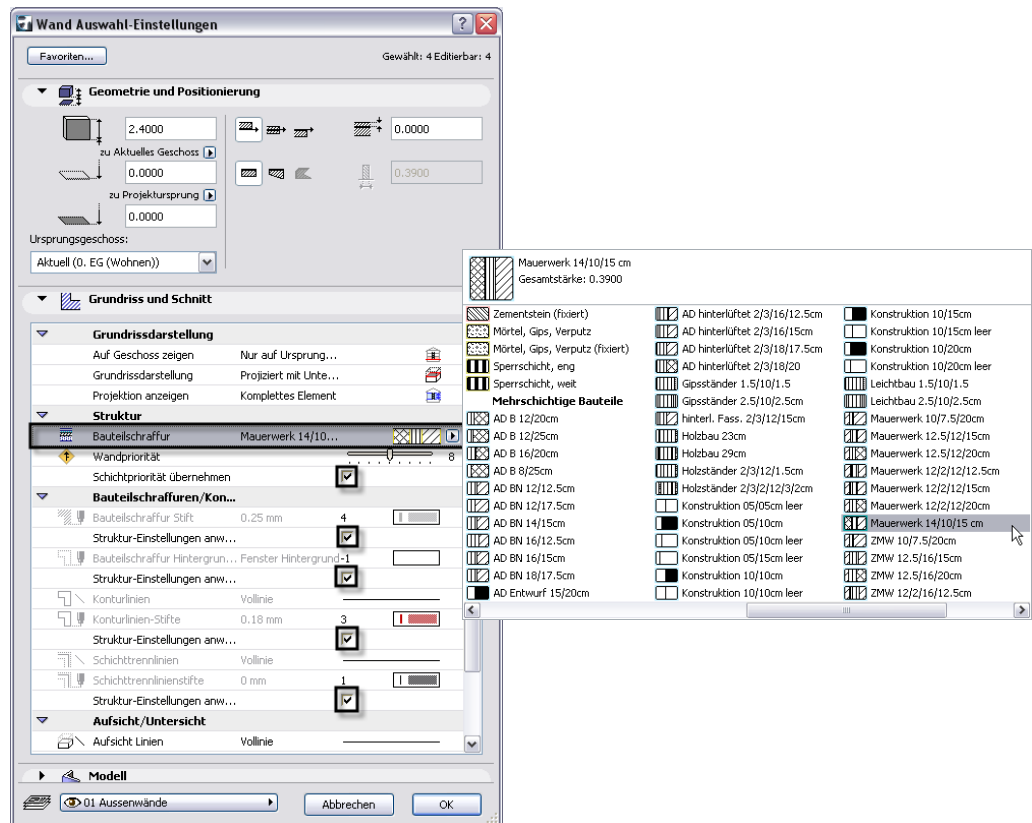 Wand Auswahl-Einstellungen
Favoriten...
Gewählt: 4 Editierbar: 4
Geometrie und Positionierung
2.4000
0.0000
zu Aktuelles Geschoss
0.0000
0.3900
zu Projektursprung
0.0000
Ursprungsgeschoss:
Aktuell (0. EG (Wohnen))
Grundriss und Schnitt
Grundrissdarstellung
Auf Geschoss zeigen Nur auf Ursprung...
Grundrissdarstellung Projiziert mit Unte...
Projektion anzeigen Komplettes Element
Struktur
Bauteilschraffur Mauerwerk 14/10...
Wandpriorität 8
Schichtpriorität übernehmen
Bauteilschraffuren/Kon...
Bauteilschraffur Stift 0.25 mm 4
Struktur-Einstellungen anw...
Bauteilschraffur Hintergrun... Fenster Hintergrund -1
Struktur-Einstellungen anw...
Konturlinien Vollinie
Konturlinien-Stifte 0.18 mm 3
Struktur-Einstellungen anw...
Schichttrennlinien Vollinie
Schichttrennlinienstifte 0 mm 1
Struktur-Einstellungen anw...
Aufsicht/Untersicht
Aufsicht Linien Vollinie
Modell
01 Aussenwände
Abbrechen
OK
Mauerwerk 14/10/15 cm
Gesamtstärke: 0.3900
Zementstein (fixiert)
Mörtel, Gips, Verputz
Mörtel, Gips, Verputz (fixiert)
Sperrschicht, eng
Sperrschicht, weit
Mehrschichtige Bauteile
AD B 12/20cm
AD B 12/25cm
AD B 16/20cm
AD B 8/25cm
AD BN 12/12.5cm
AD BN 12/17.5cm
AD BN 14/15cm
AD BN 16/12.5cm
AD BN 16/15cm
AD BN 18/17.5cm
AD Entwurf 15/20cm
AD hinterlüftet 2/3/16/12.5cm
AD hinterlüftet 2/3/16/15cm
AD hinterlüftet 2/3/18/17.5cm
AD hinterlüftet 2/3/18/20
Gipsständer 1.5/10/1.5
Gipsständer 2.5/10/2.5cm
hinterl. Fass. 2/3/12/15cm
Holzbau 23cm
Holzbau 29cm
Holzständer 2/3/12/1.5cm
Holzständer 2/3/2/12/3/2cm
Konstruktion 05/05cm leer
Konstruktion 05/10cm
Konstruktion 05/10cm leer
Konstruktion 05/15cm leer
Konstruktion 10/10cm
Konstruktion 10/10cm leer
Konstruktion 10/15cm
Konstruktion 10/15cm leer
Konstruktion 10/20cm
Konstruktion 10/20cm leer
Leichtbau 1.5/10/1.5
Leichtbau 2.5/10/2.5cm
Mauerwerk 10/7.5/20cm
Mauerwerk 12.5/12/15cm
Mauerwerk 12.5/12/20cm
Mauerwerk 12/2/12/12.5cm
Mauerwerk 12/2/12/15cm
Mauerwerk 12/2/12/20cm
Mauerwerk 14/10/15 cm
ZMW 10/7.5/20cm
ZMW 12.5/16/15cm
ZMW 12.5/16/20cm
ZMW 12/2/16/12.5cm